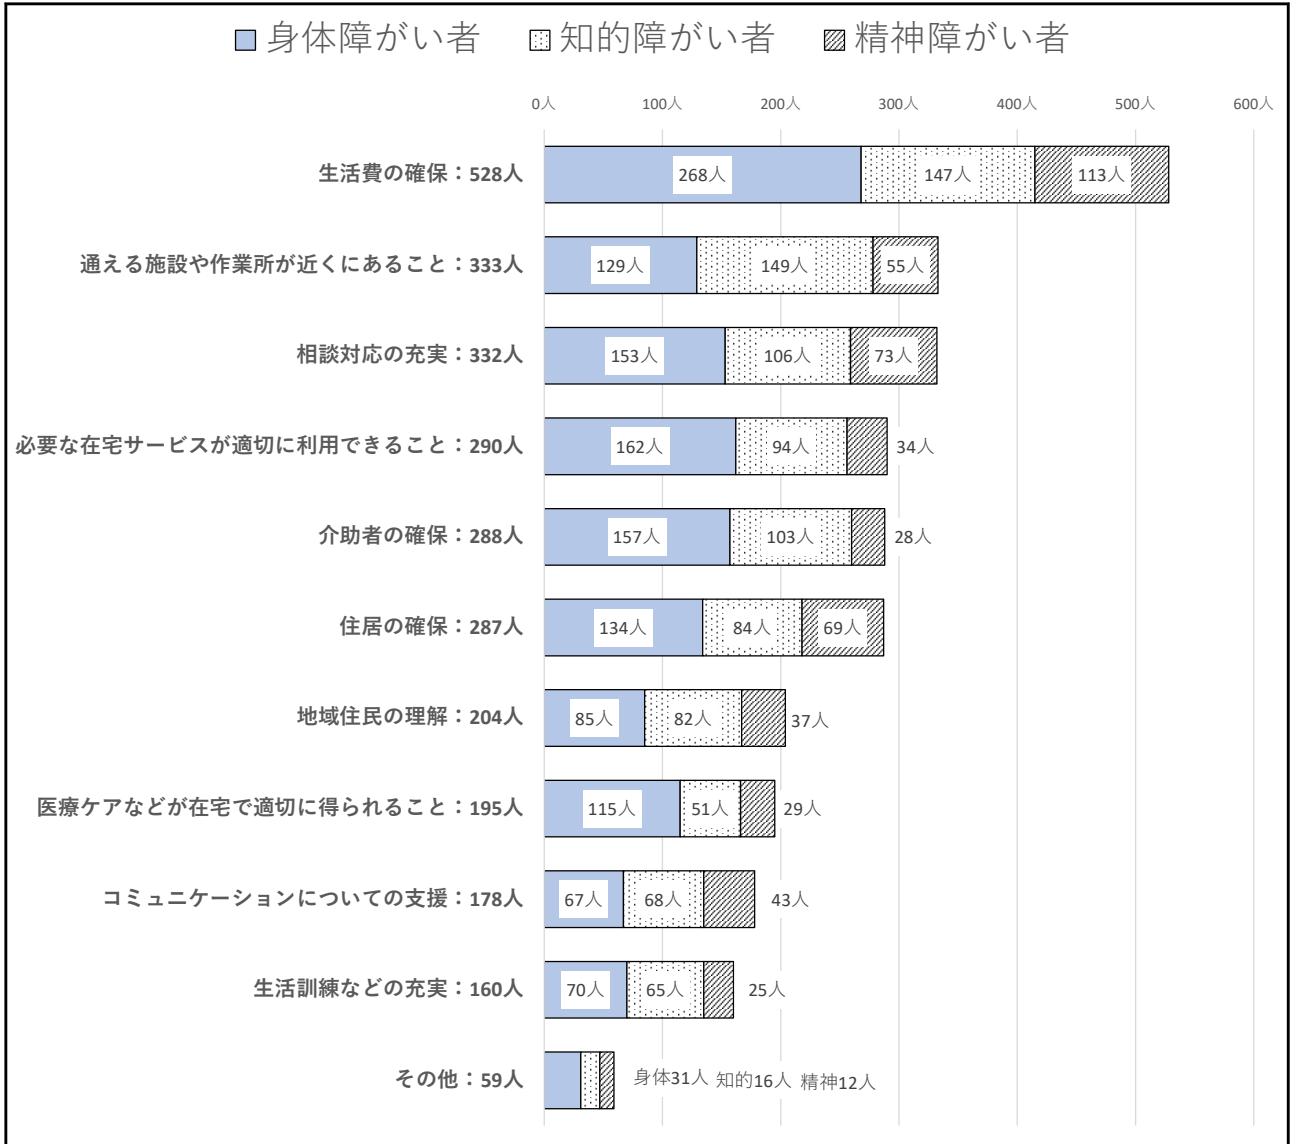 身体障がい者 知的障がい者 精神障がい者
0人 100人 200人 300人 400人 500人 600人
生活費の確保：528人 268人 147人 113人
通える施設や作業所が近くにあること：333人 129人 149人 55人
相談対応の充実：332人 153人 106人 73人
必要な在宅サービスが適切に利用できること：290人 162人 94人 34人
介助者の確保：288人 157人 103人 28人
住居の確保：287人 134人 84人 69人
地域住民の理解：204人 85人 82人 37人
医療ケアなどが在宅で適切に得られること：195人 115人 51人 29人
コミュニケーションについての支援：178人 67人 68人 43人
生活訓練などの充実：160人 70人 65人 25人
その他：59人 身体31人 知的16人 精神12人